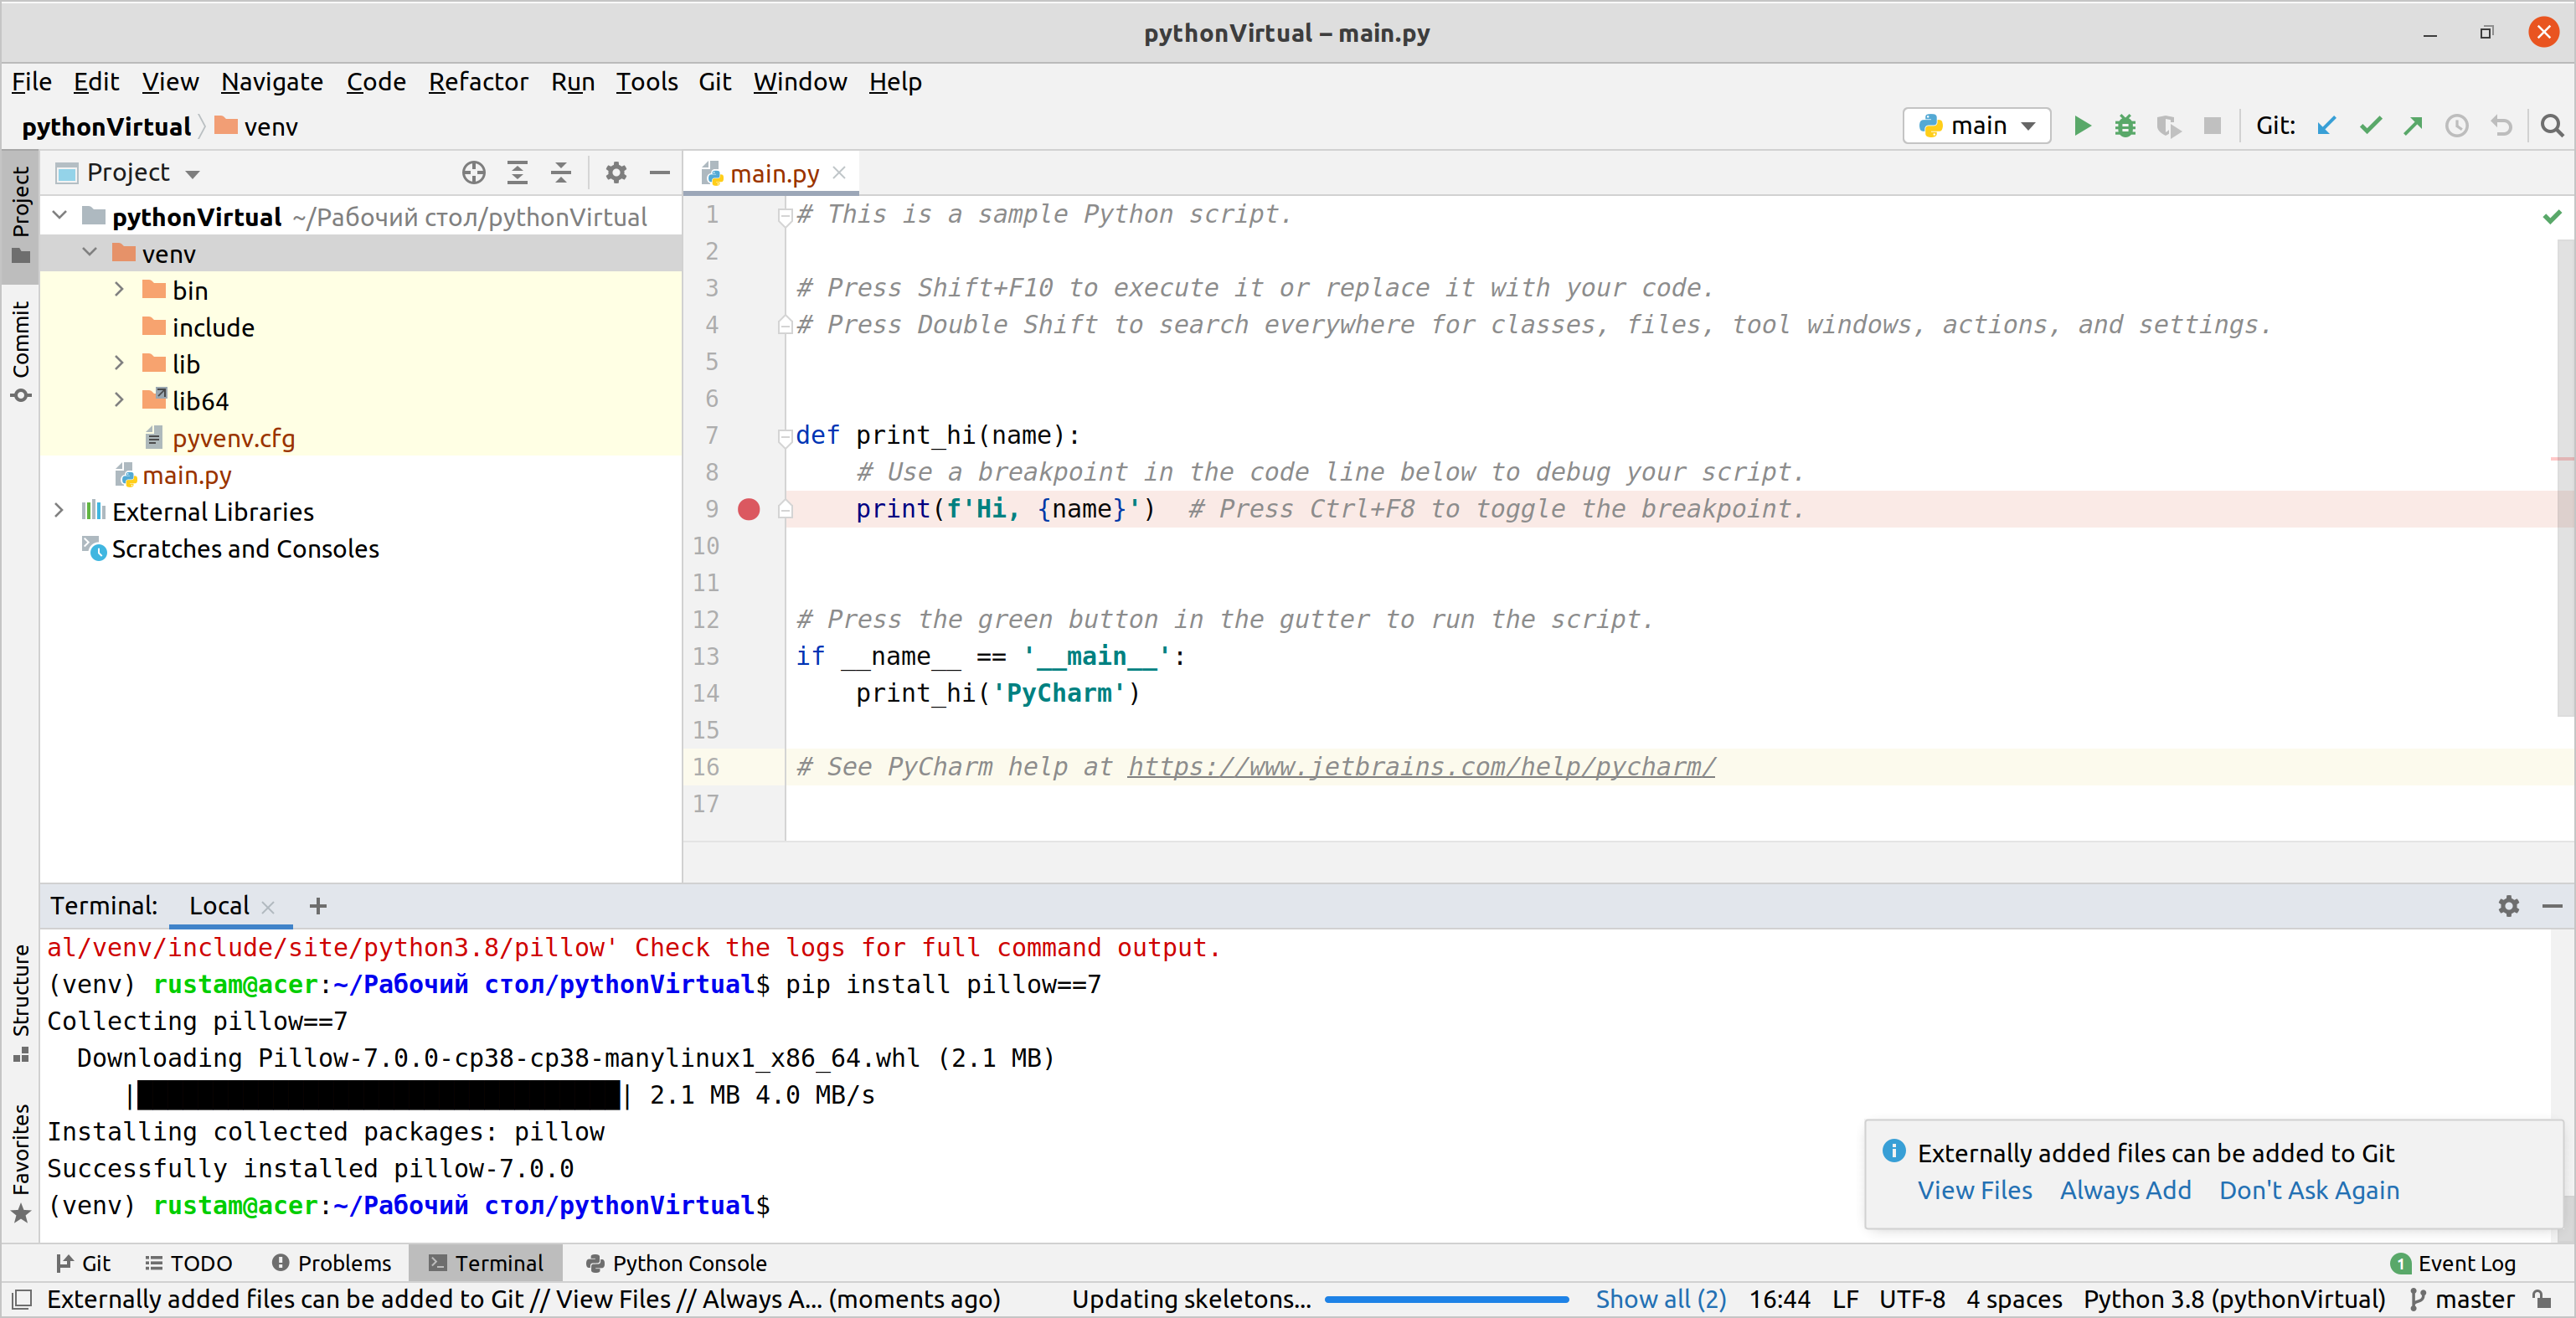 pythonVirtual – main.py
File Edit View Navigate Code Refactor Run Tools Git Window Help
pythonVirtual venv
main
Git:
Project
Project
Commit
Structure
Favorites
pythonVirtual ~/Рабочий стол/pythonVirtual
venv
bin
include
lib
lib64
pyvenv.cfg
main.py
External Libraries
Scratches and Consoles
main.py
1 # This is a sample Python script.
2
3 # Press Shift+F10 to execute it or replace it with your code.
4 # Press Double Shift to search everywhere for classes, files, tool windows, actions, and settings.
5
6
7 def print_hi(name):
8 # Use a breakpoint in the code line below to debug your script.
9 print(f'Hi, {name}') # Press Ctrl+F8 to toggle the breakpoint.
10
11
12 # Press the green button in the gutter to run the script.
13 if __name__ == '__main__':
14 print_hi('PyCharm')
15
16 # See PyCharm help at https://www.jetbrains.com/help/pycharm/
17
Terminal: Local
al/venv/include/site/python3.8/pillow' Check the logs for full command output.
(venv) rustam@acer:~/Рабочий стол/pythonVirtual$ pip install pillow==7
Collecting pillow==7
Downloading Pillow-7.0.0-cp38-manylinux1_x86_64.whl (2.1 MB)
|████████████████████████████████| 2.1 MB 4.0 MB/s
Installing collected packages: pillow
Successfully installed pillow-7.0.0
(venv) rustam@acer:~/Рабочий стол/pythonVirtual$
Externally added files can be added to Git
View Files Always Add Don't Ask Again
Git TODO Problems Terminal Python Console 1 Event Log
Externally added files can be added to Git // View Files // Always A... (moments ago) Updating skeletons... Show all (2) 16:44 LF UTF-8 4 spaces Python 3.8 (pythonVirtual) master